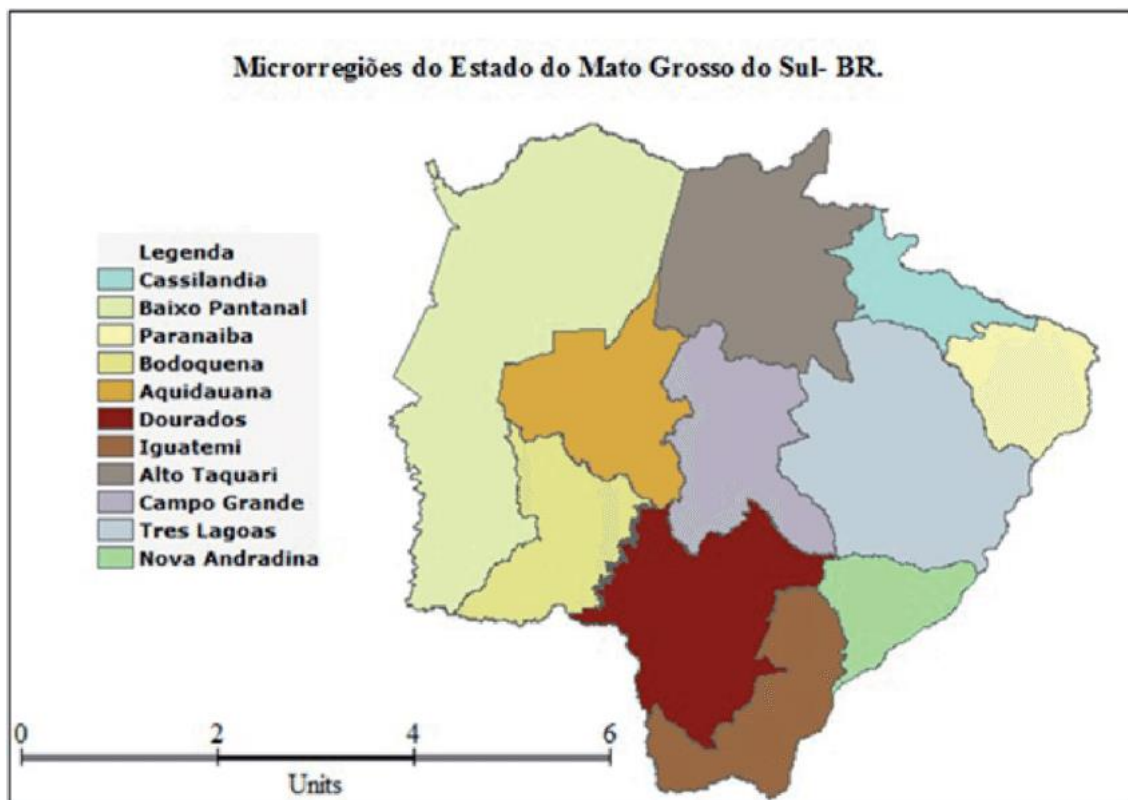 Microrregiões do Estado do Mato Grosso do Sul- BR.
Legenda
Cassilandia
Baixo Pantanal
Paranaiba
Bodoquena
Aquidauana
Dourados
Iguatemi
Alto Taquari
Campo Grande
Tres Lagoas
Nova Andradina
0 2 4 6
Units